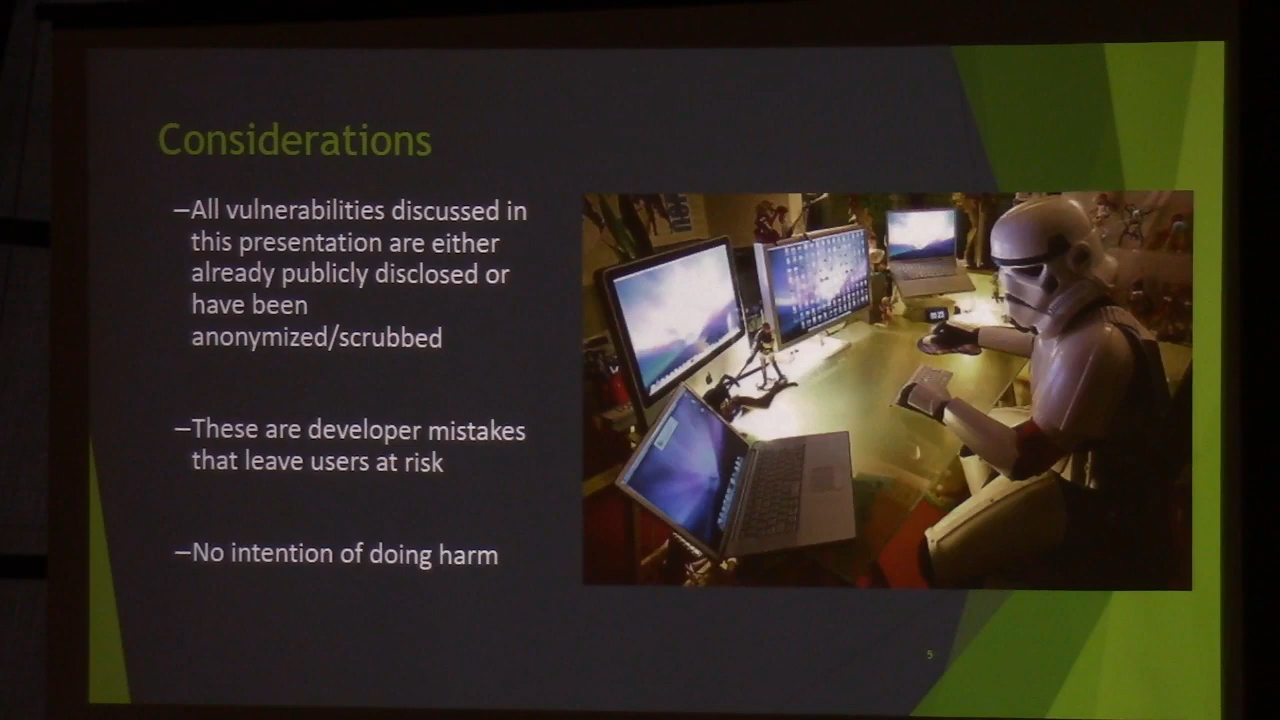 Considerations
—All vulnerabilities discussed in
this presentation are either
already publicly disclosed or
have been
anonymized/scrubbed
—These are developer mistakes
that leave users at risk
—No intention of doing harm
5